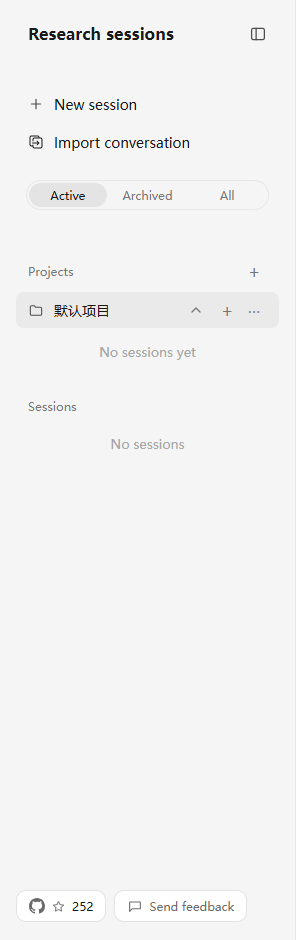 Research sessions
New session
Import conversation
Active Archived All
Projects
默认项目
No sessions yet
Sessions
No sessions
252 Send feedback